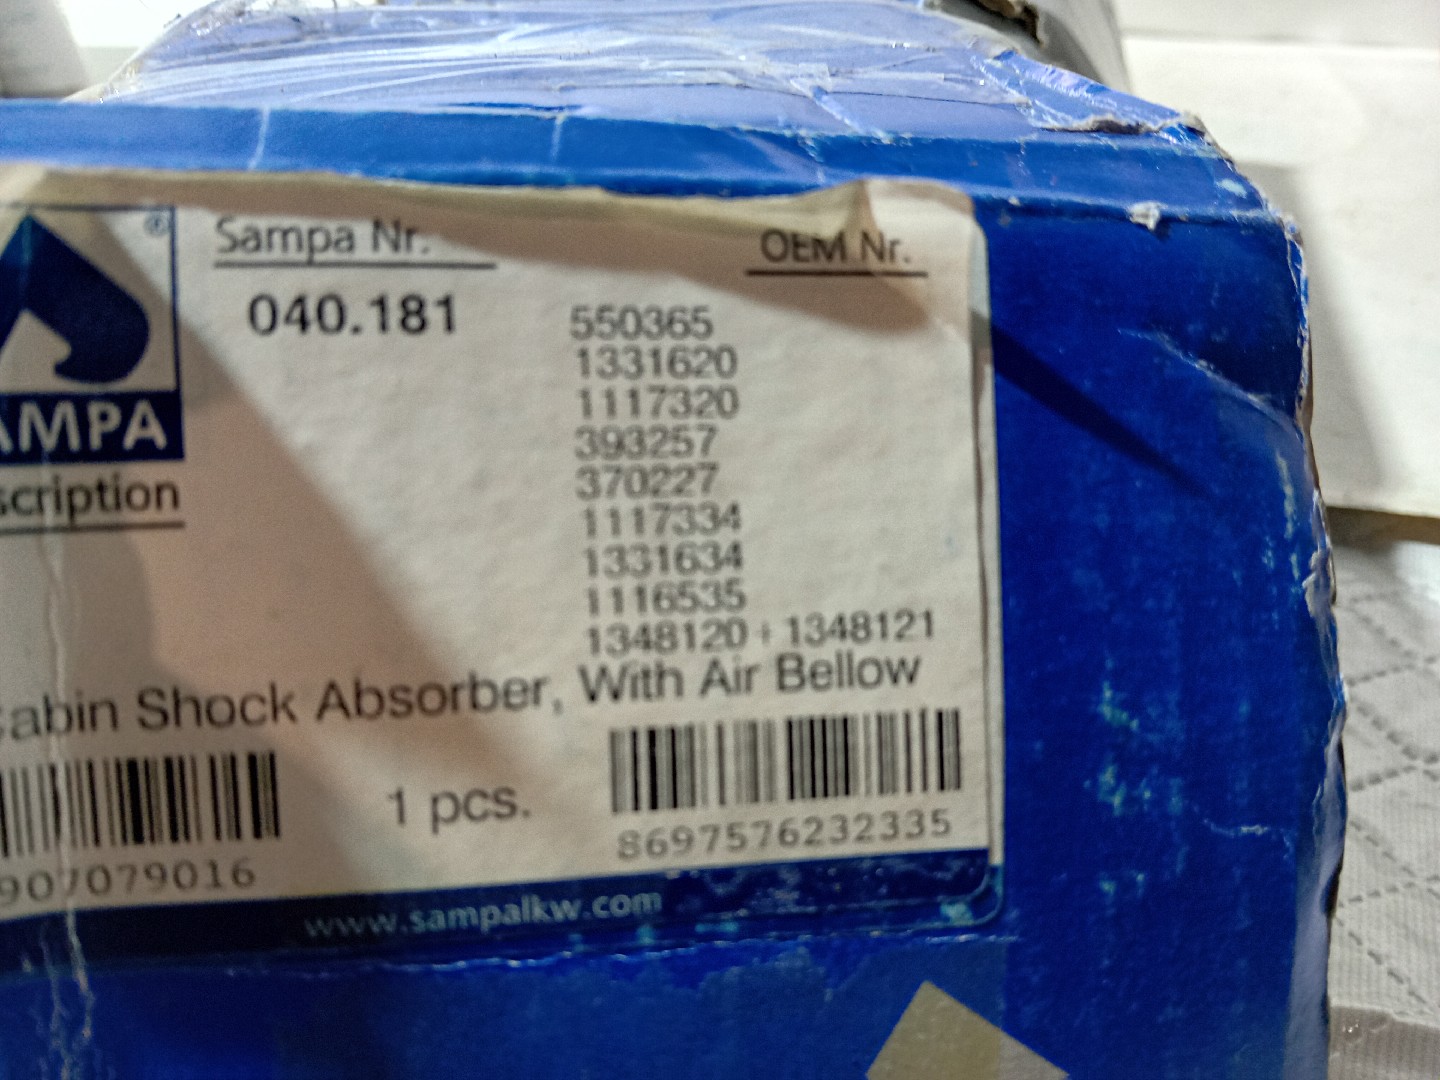 ®
Sampa Nr.
OEM Nr.
040.181
550365
1331620
1117320
393257
370227
1117334
1331634
1116535
1348120 + 1348121
AMPA
scription
Cabin Shock Absorber, With Air Bellow
1 pcs.
907079016
8697576232335
www.sampalkw.com